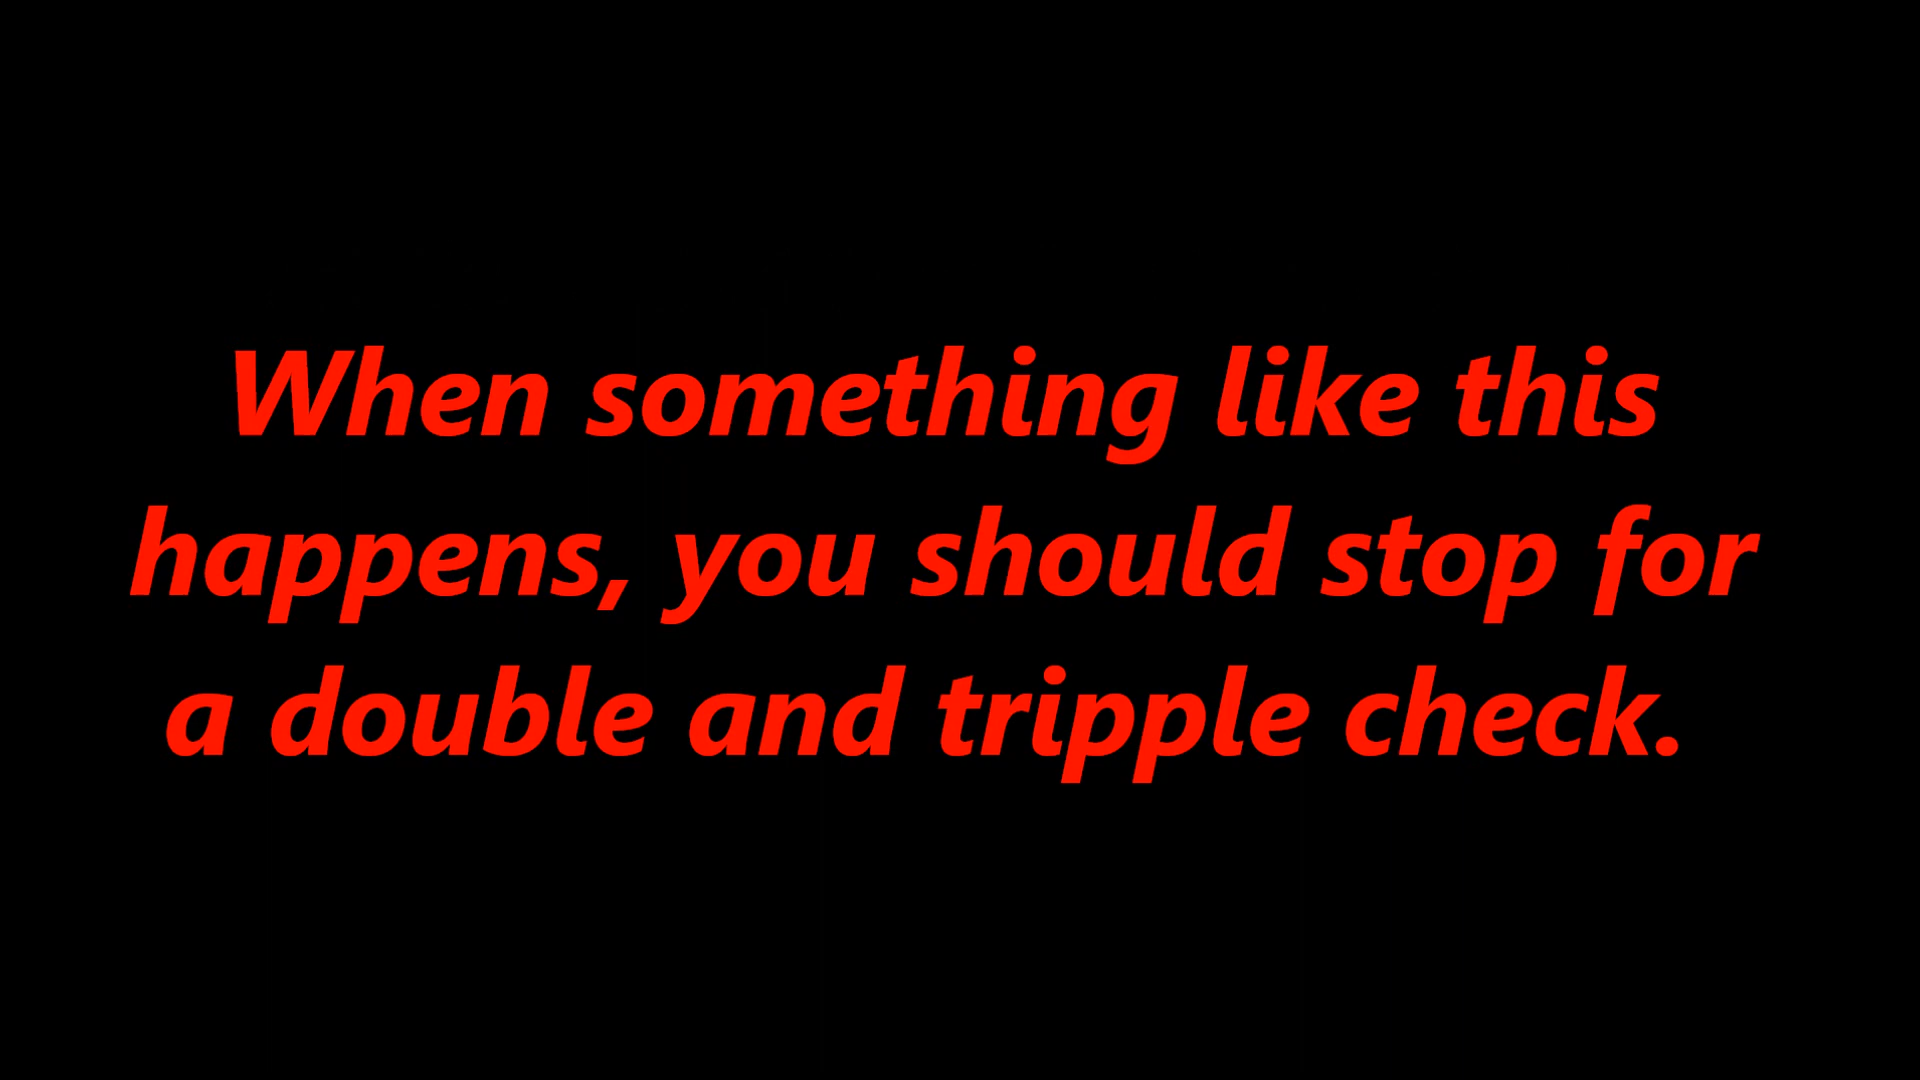 When something like this
happens, you should stop for
a double and tripple check.